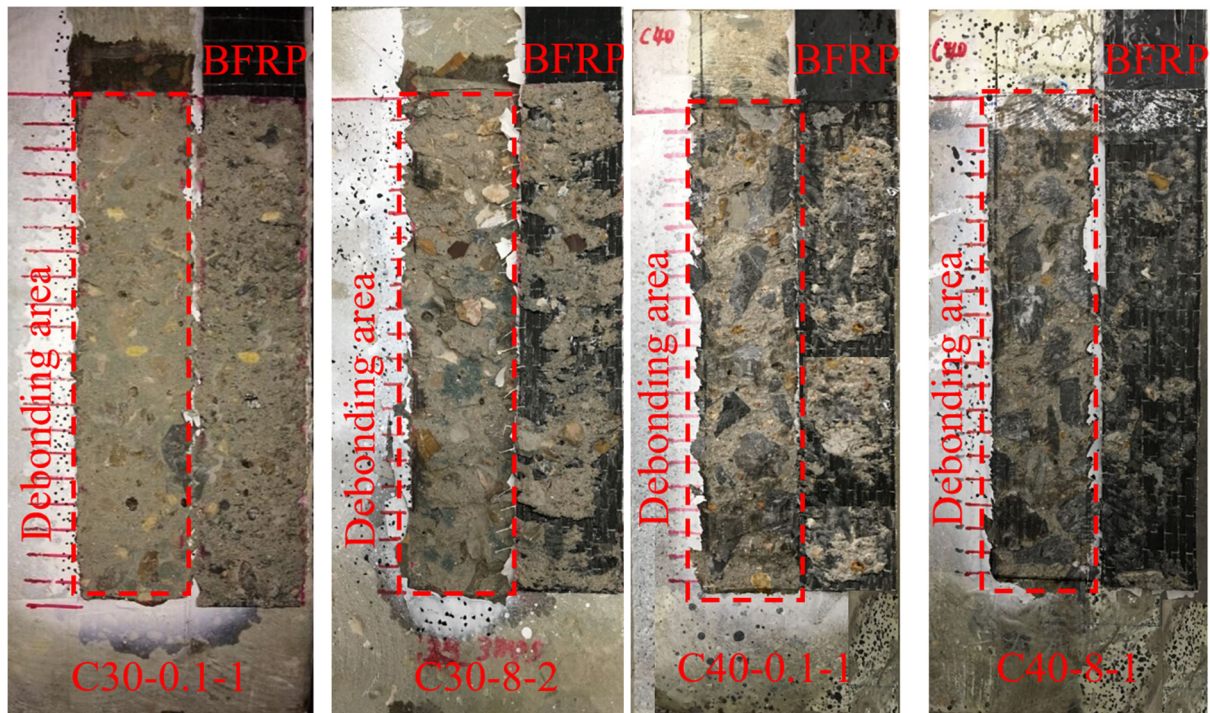 BFRP
Debonding area
C30-0.1-1
BFRP
Debonding area
C30-8-2
C40
BFRP
Debonding area
C40-0.1-1
C40
BFRP
Debonding area
C40-8-1